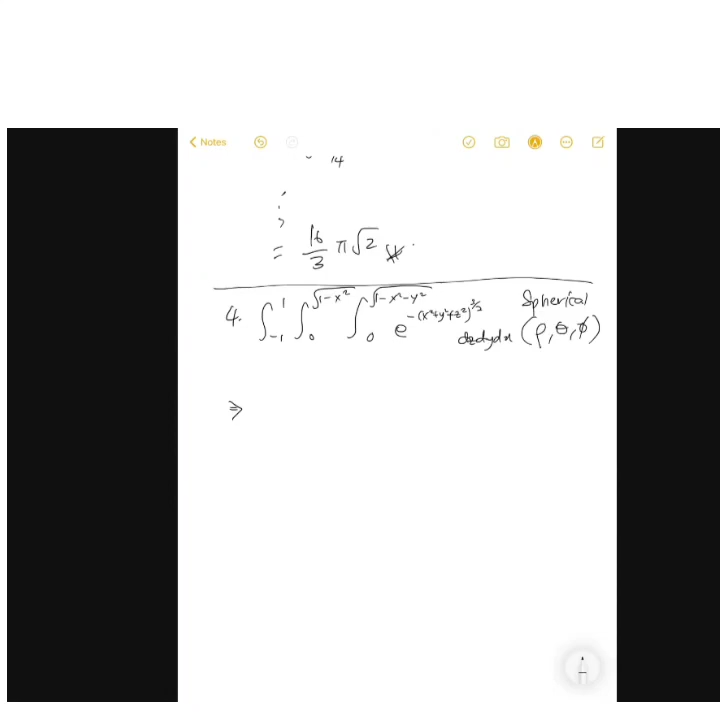 Notes
14
= 16/3 π√2
4. ∫₋₁¹ ∫₀^√(1-x²) ∫₀^√(1-x²-y²) e^-(x²+y²+z²)^3/2 dzdydx Spherical (ρ,θ,φ)
⇒